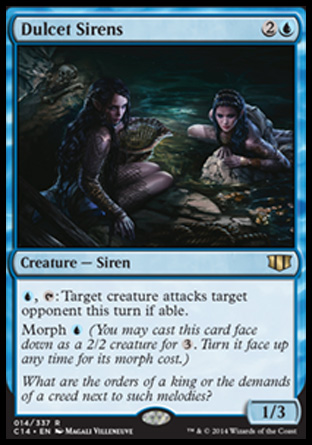 Dulcet Sirens 2
Creature — Siren
, : Target creature attacks target
opponent this turn if able.
Morph (You may cast this card face
down as a 2/2 creature for 3. Turn it face up
any time for its morph cost.)
What are the orders of a king or the demands
of a creed next to such melodies?
1/3
014/337 R
C14 • EN Magali Villeneuve
™ & © 2014 Wizards of the Coast